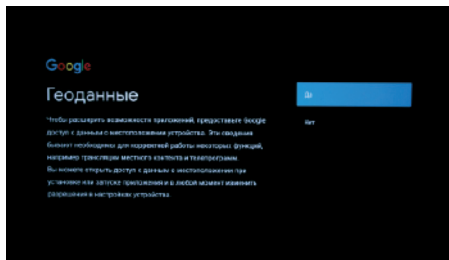 Google
Геоданные
Чтобы расширить возможности приложений, предоставьте Google
доступ к данным о местоположении устройства. Эти сведения
бывают необходимы для корректной работы некоторых функций,
например трансляции местного контента и телепрограмм.
Вы можете открыть доступ к данным о местоположении при
установке или запуске приложения и в любой момент изменить
разрешения в настройках устройства.
Да
Нет